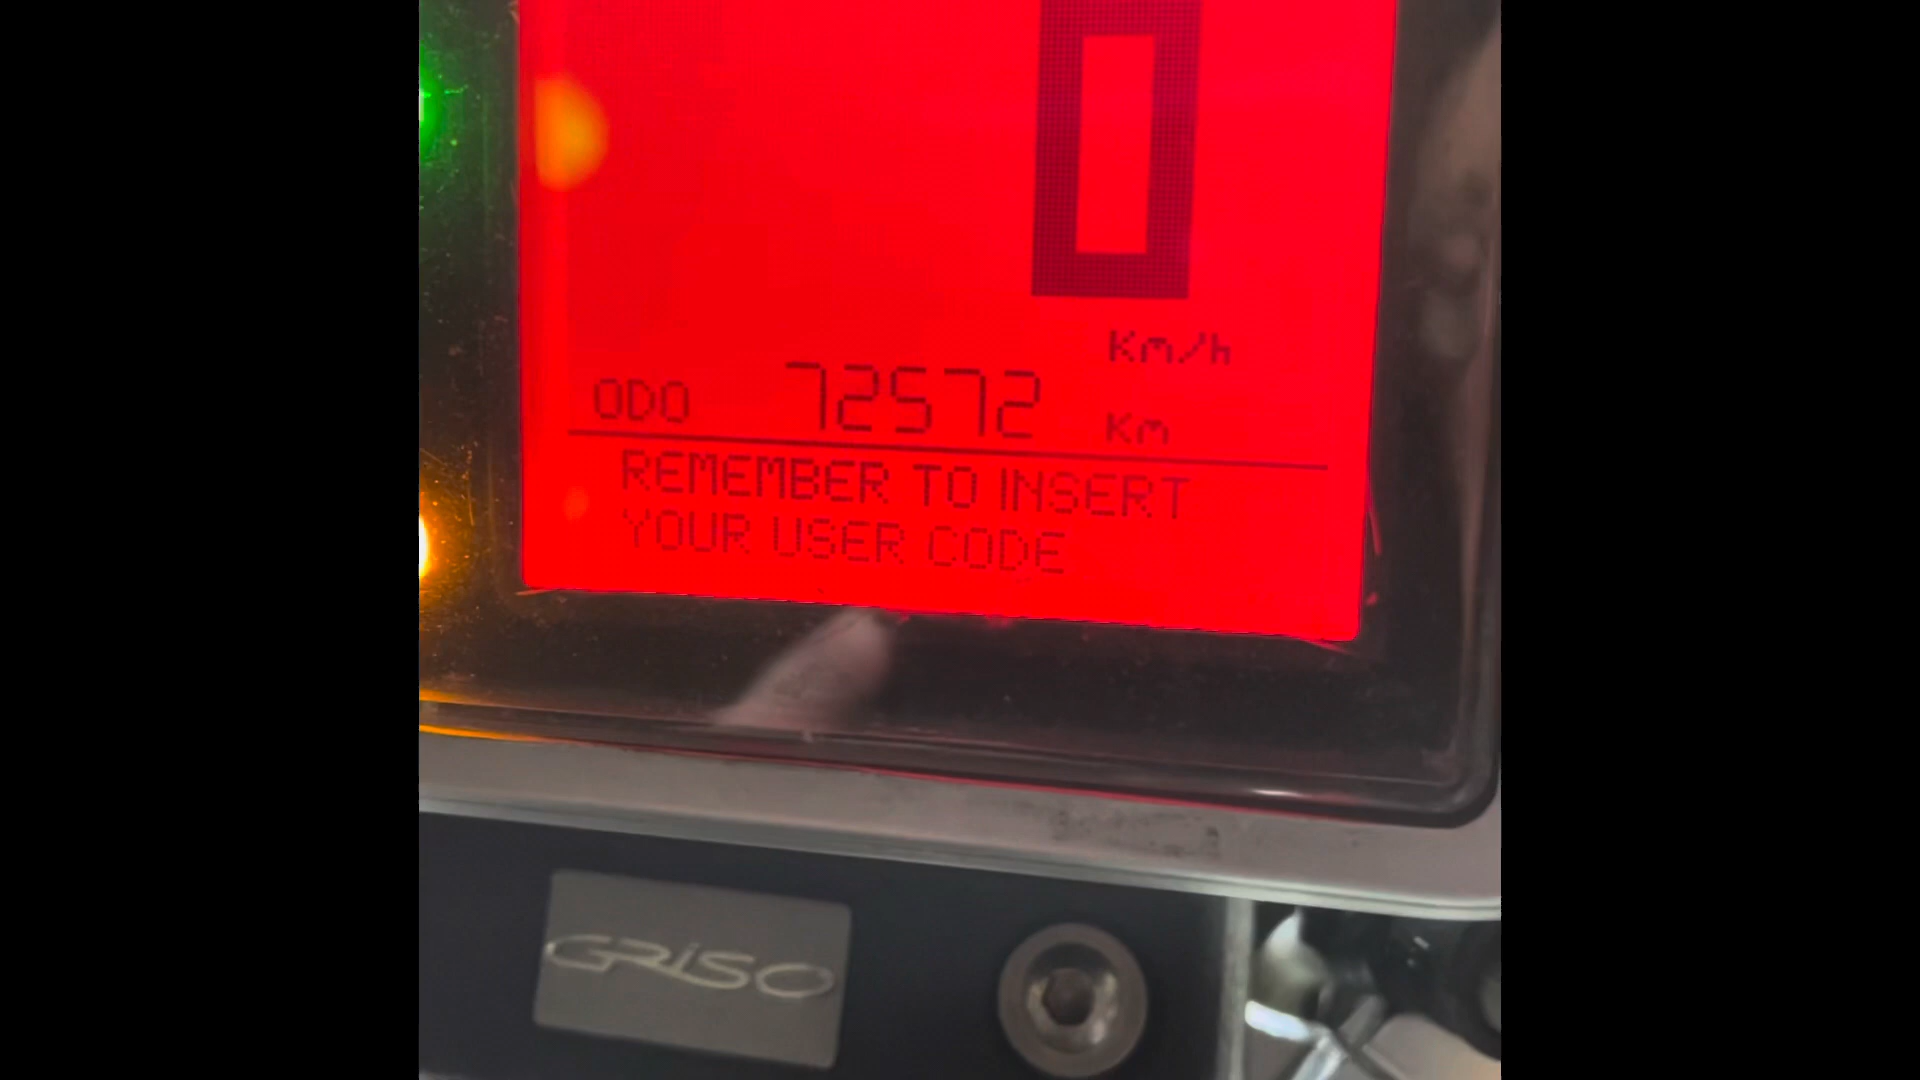 0
Km/h
ODO 72572 Km
REMEMBER TO INSERT
YOUR USER CODE
GRISO